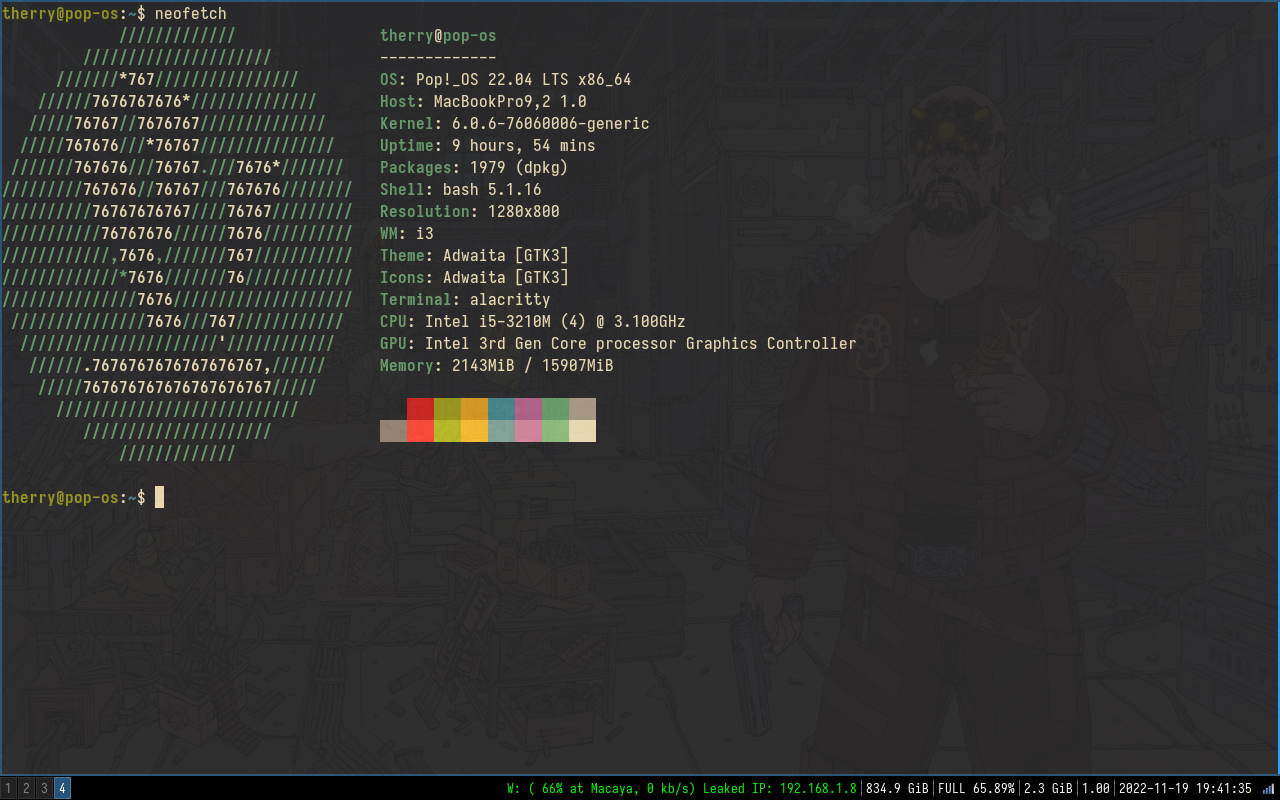 therry@pop-os:~$ neofetch
/////////////
/////////////////////
///////*767////////////////
//////7676767676*//////////////
/////76767//7676767//////////////
/////767676///*76767///////////////
///////767676///76767.///7676*///////
/////////767676//76767///767676////////
//////////76767676767////76767/////////
///////////76767676//////7676//////////
////////////,7676,///////767///////////
/////////////*7676///////76////////////
///////////////7676////////////////////
///////////////7676///767////////////
//////////////////////'////////////
//////.7676767676767676767,//////
/////767676767676767676767/////
///////////////////////////
/////////////////////
/////////////
therry@pop-os
-------------
OS: Pop!_OS 22.04 LTS x86_64
Host: MacBookPro9,2 1.0
Kernel: 6.0.6-76060006-generic
Uptime: 9 hours, 54 mins
Packages: 1979 (dpkg)
Shell: bash 5.1.16
Resolution: 1280x800
WM: i3
Theme: Adwaita [GTK3]
Icons: Adwaita [GTK3]
Terminal: alacritty
CPU: Intel i5-3210M (4) @ 3.100GHz
GPU: Intel 3rd Gen Core processor Graphics Controller
Memory: 2143MiB / 15907MiB
therry@pop-os:~$
1 2 3 4 W: ( 66% at Macaya, 0 kb/s) Leaked IP: 192.168.1.8|834.9 GiB|FULL 65.89%|2.3 GiB|1.00|2022-11-19 19:41:35